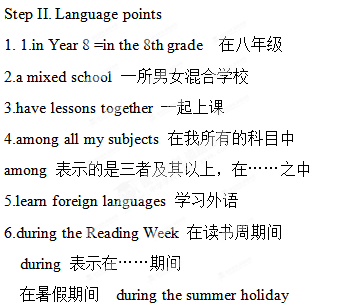 Step II. Language points
1. 1.in Year 8 =in the 8th grade 在八年级
2.a mixed school 一所男女混合学校
3.have lessons together 一起上课
4.among all my subjects 在我所有的科目中
among 表示的是三者及其以上，在……之中
5.learn foreign languages 学习外语
6.during the Reading Week 在读书周期间
during 表示在……期间
在暑假期间 during the summer holiday